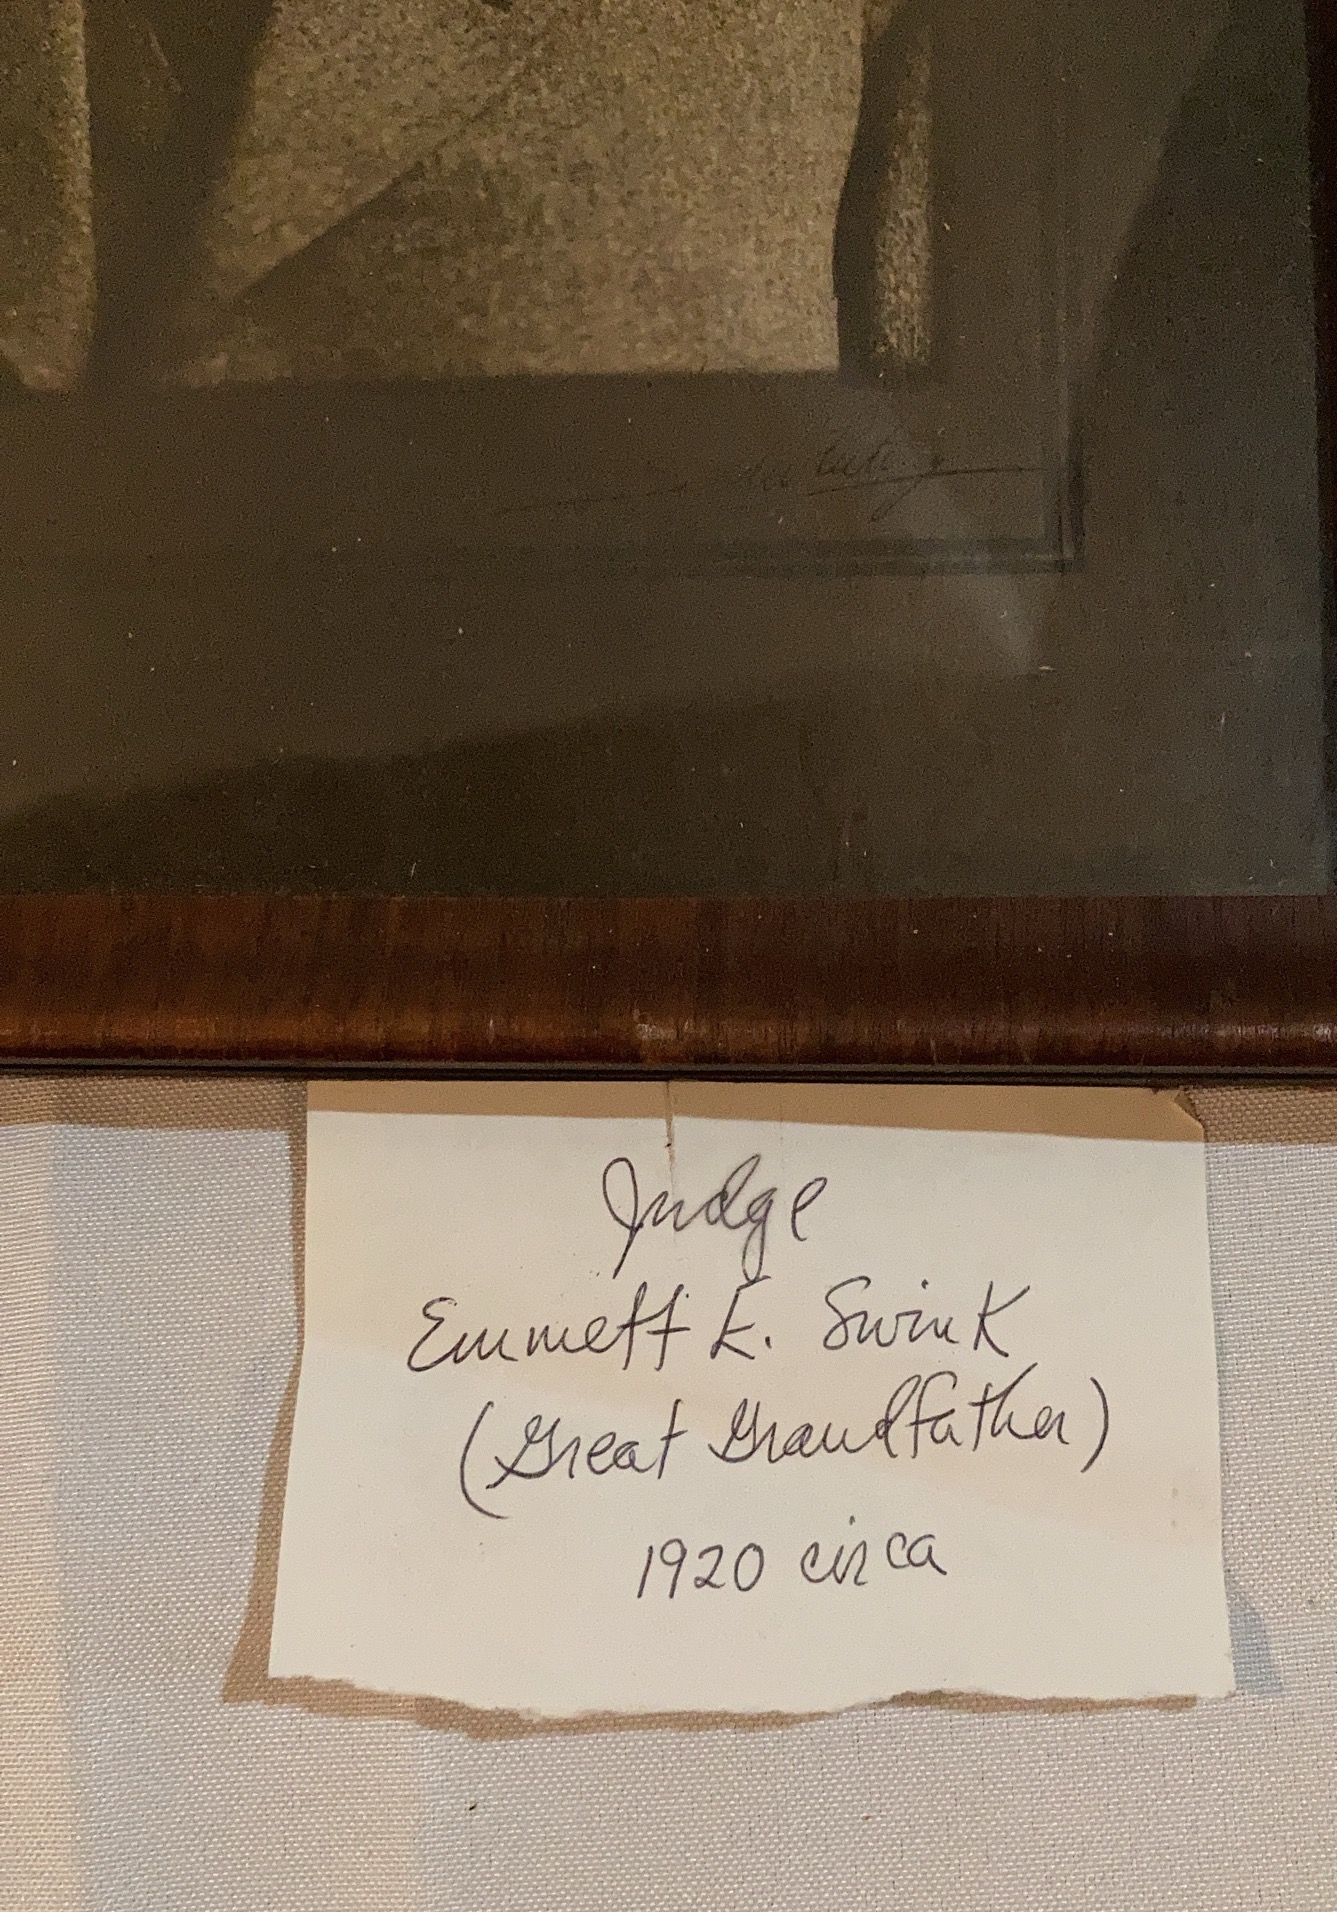 Judge
Emmett E. Swink
(Great Grandfather)
1920 circa